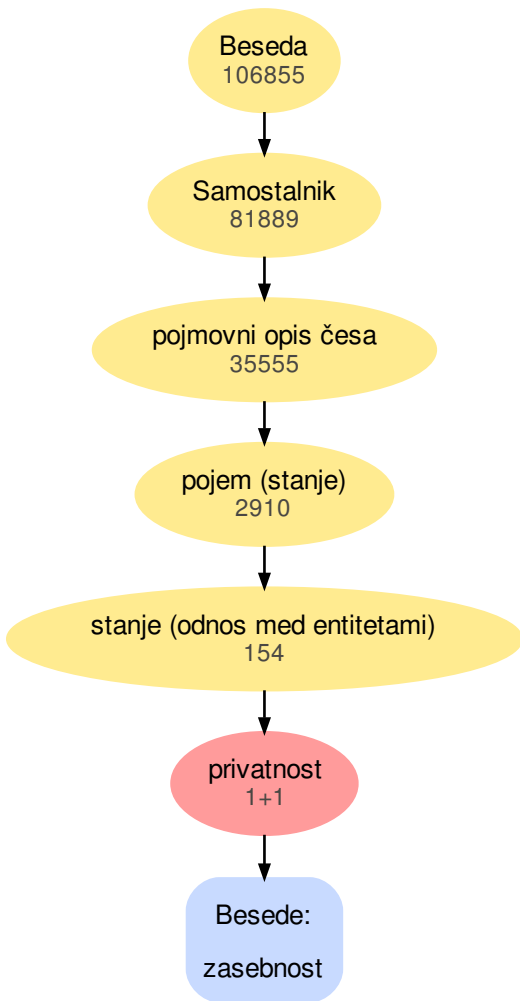 Beseda
106855
Samostalnik
81889
pojmovni opis česa
35555
pojem (stanje)
2910
stanje (odnos med entitetami)
154
privatnost
1+1
Besede:
zasebnost